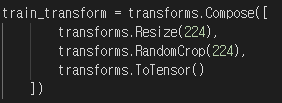 train_transform = transforms.Compose([
        transforms.Resize(224),
        transforms.RandomCrop(224),
        transforms.ToTensor()
    ])